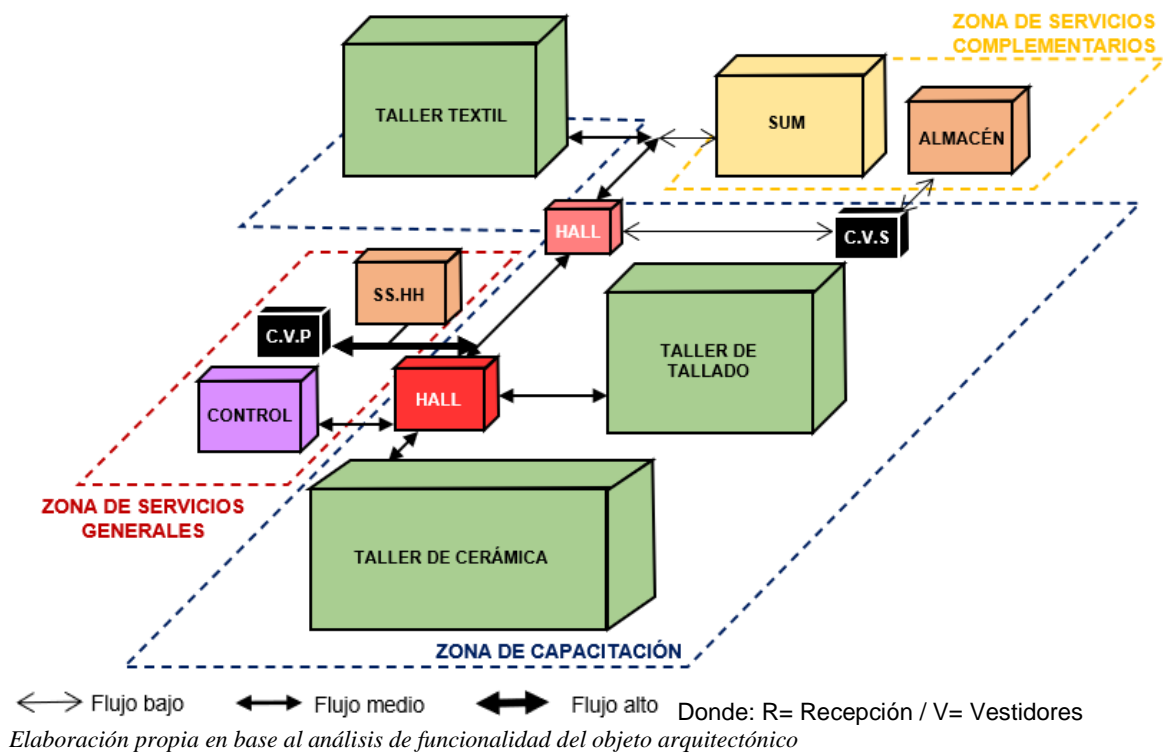 ZONA DE SERVICIOS
COMPLEMENTARIOS
TALLER TEXTIL
SUM
ALMACÉN
HALL
C.V.S
SS.HH
C.V.P
TALLER DE
TALLADO
HALL
CONTROL
ZONA DE SERVICIOS
GENERALES
TALLER DE CERÁMICA
ZONA DE CAPACITACIÓN
Flujo bajo
Flujo medio
Flujo alto
Donde: R= Recepción / V= Vestidores
Elaboración propia en base al análisis de funcionalidad del objeto arquitectónico